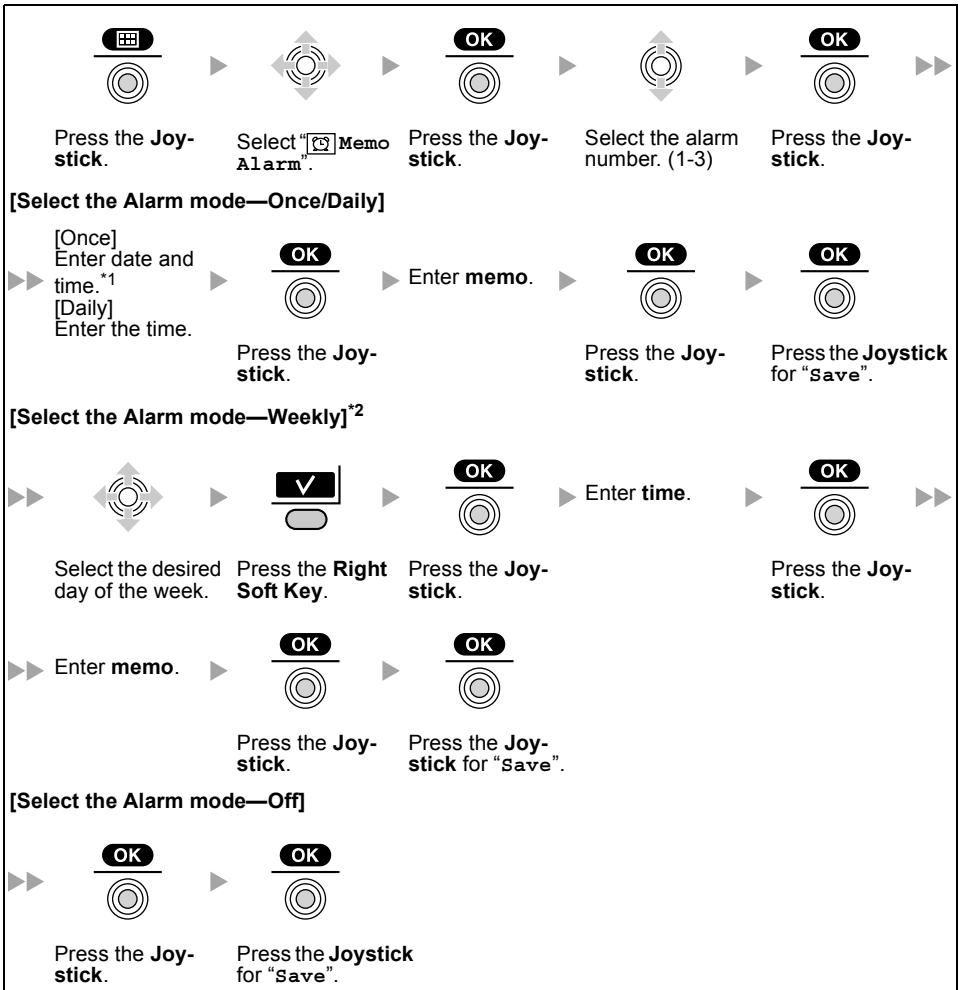 OK OK
Press the Joy-
stick.
Select " Memo
Alarm".
Press the Joy-
stick.
Select the alarm
number. (1-3)
Press the Joy-
stick.
[Select the Alarm mode—Once/Daily]
[Once]
Enter date and
time.*1
[Daily]
Enter the time.
OK
Press the Joy-
stick.
Enter memo.
OK
Press the Joy-
stick.
OK
Press the Joystick
for "Save".
[Select the Alarm mode—Weekly]*2
Select the desired
day of the week.
Press the Right
Soft Key.
OK
Press the Joy-
stick.
Enter time.
OK
Press the Joy-
stick.
Enter memo.
OK
Press the Joy-
stick.
OK
Press the Joy-
stick for "Save".
[Select the Alarm mode—Off]
OK
Press the Joy-
stick.
OK
Press the Joystick
for "Save".